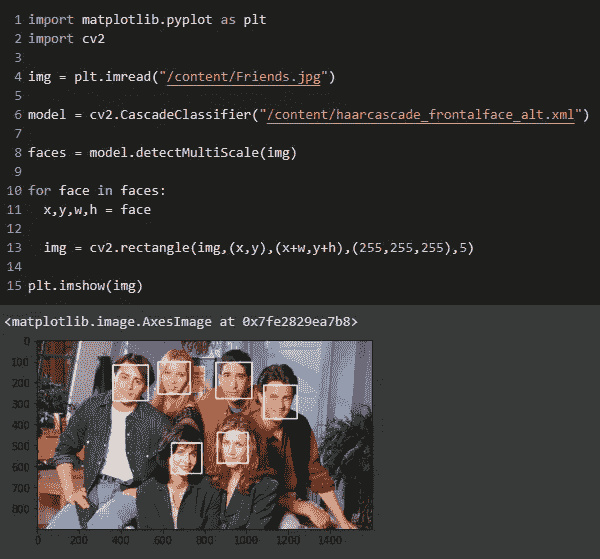 1 import matplotlib.pyplot as plt
2 import cv2
3
4 img = plt.imread("/content/Friends.jpg")
5
6 model = cv2.CascadeClassifier("/content/haarcascade_frontalface_alt.xml")
7
8 faces = model.detectMultiScale(img)
9
10 for face in faces:
11   x,y,w,h = face
12
13   img = cv2.rectangle(img,(x,y),(x+w,y+h),(255,255,255),5)
14
15 plt.imshow(img)
<matplotlib.image.AxesImage at 0x7fe2829ea7b8>
0
100
200
300
400
500
600
700
800
0 200 400 600 800 1000 1200 1400